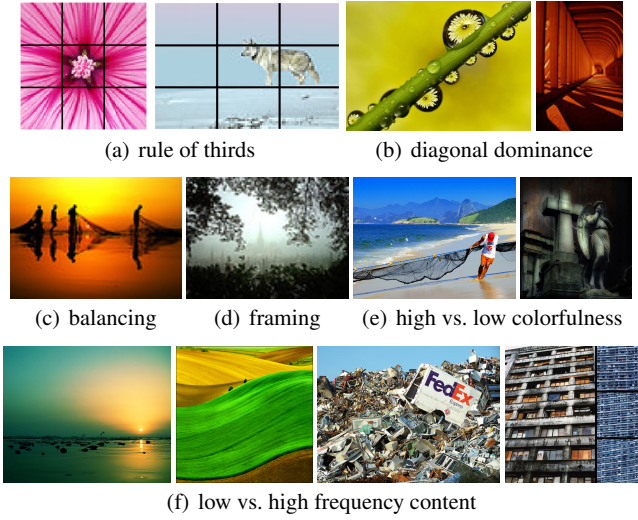 (a) rule of thirds
(b) diagonal dominance
(c) balancing
(d) framing
(e) high vs. low colorfulness
FedEx
(f) low vs. high frequency content